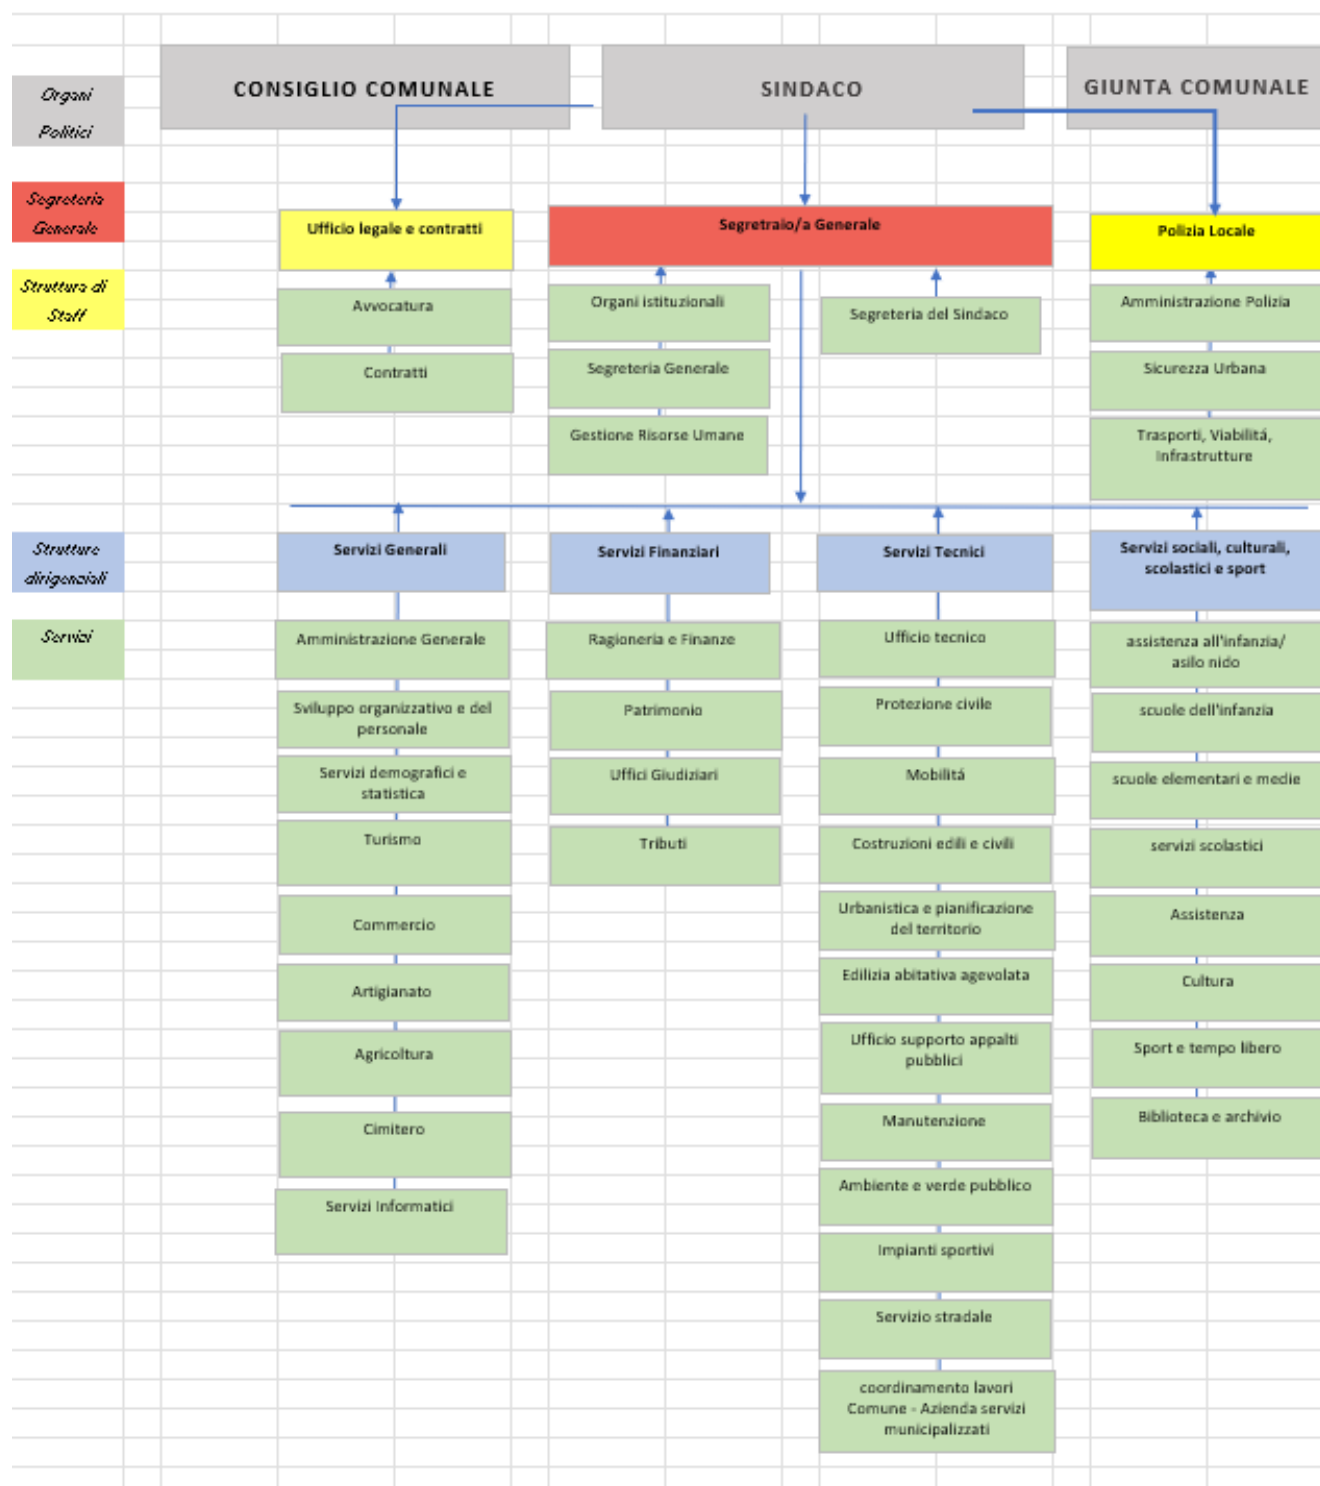 CONSIGLIO COMUNALE
SINDACO
GIUNTA COMUNALE
Organi
Politici
Segreteria
Generale
Ufficio legale e contratti
Segretraio/a Generale
Polizia Locale
Struttura di
Staff
Avvocatura
Organi istituzionali
Segreteria del Sindaco
Amministrazione Polizia
Contratti
Segreteria Generale
Sicurezza Urbana
Gestione Risorse Umane
Trasporti, Viabilitá,
Infrastrutture
Strutture
dirigenziali
Servizi Generali
Servizi Finanziari
Servizi Tecnici
Servizi sociali, culturali,
scolastici e sport
Servizi
Amministrazione Generale
Sviluppo organizzativo e del
personale
Servizi demografici e
statistica
Turismo
Commercio
Artigianato
Agricoltura
Cimitero
Servizi Informatici
Ragioneria e Finanze
Patrimonio
Uffici Giudiziari
Tributi
Ufficio tecnico
Protezione civile
Mobilitá
Costruzioni edili e civili
Urbanistica e pianificazione
del territorio
Edilizia abitativa agevolata
Ufficio supporto appalti
pubblici
Manutenzione
Ambiente e verde pubblico
Impianti sportivi
Servizio stradale
coordinamento lavori
Comune - Azienda servizi
municipalizzati
assistenza all'infanzia/
asilo nido
scuole dell'infanzia
scuole elementari e medie
servizi scolastici
Assistenza
Cultura
Sport e tempo libero
Biblioteca e archivio